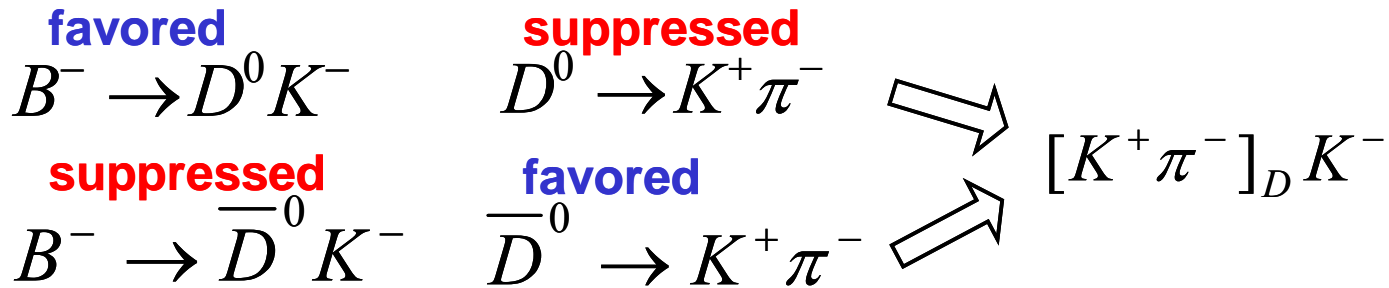 favored suppressed
B⁻ → D⁰K⁻ D⁰ → K⁺π⁻
[K⁺π⁻]_D K⁻
suppressed favored
B⁻ → D̅⁰K⁻ D̅⁰ → K⁺π⁻